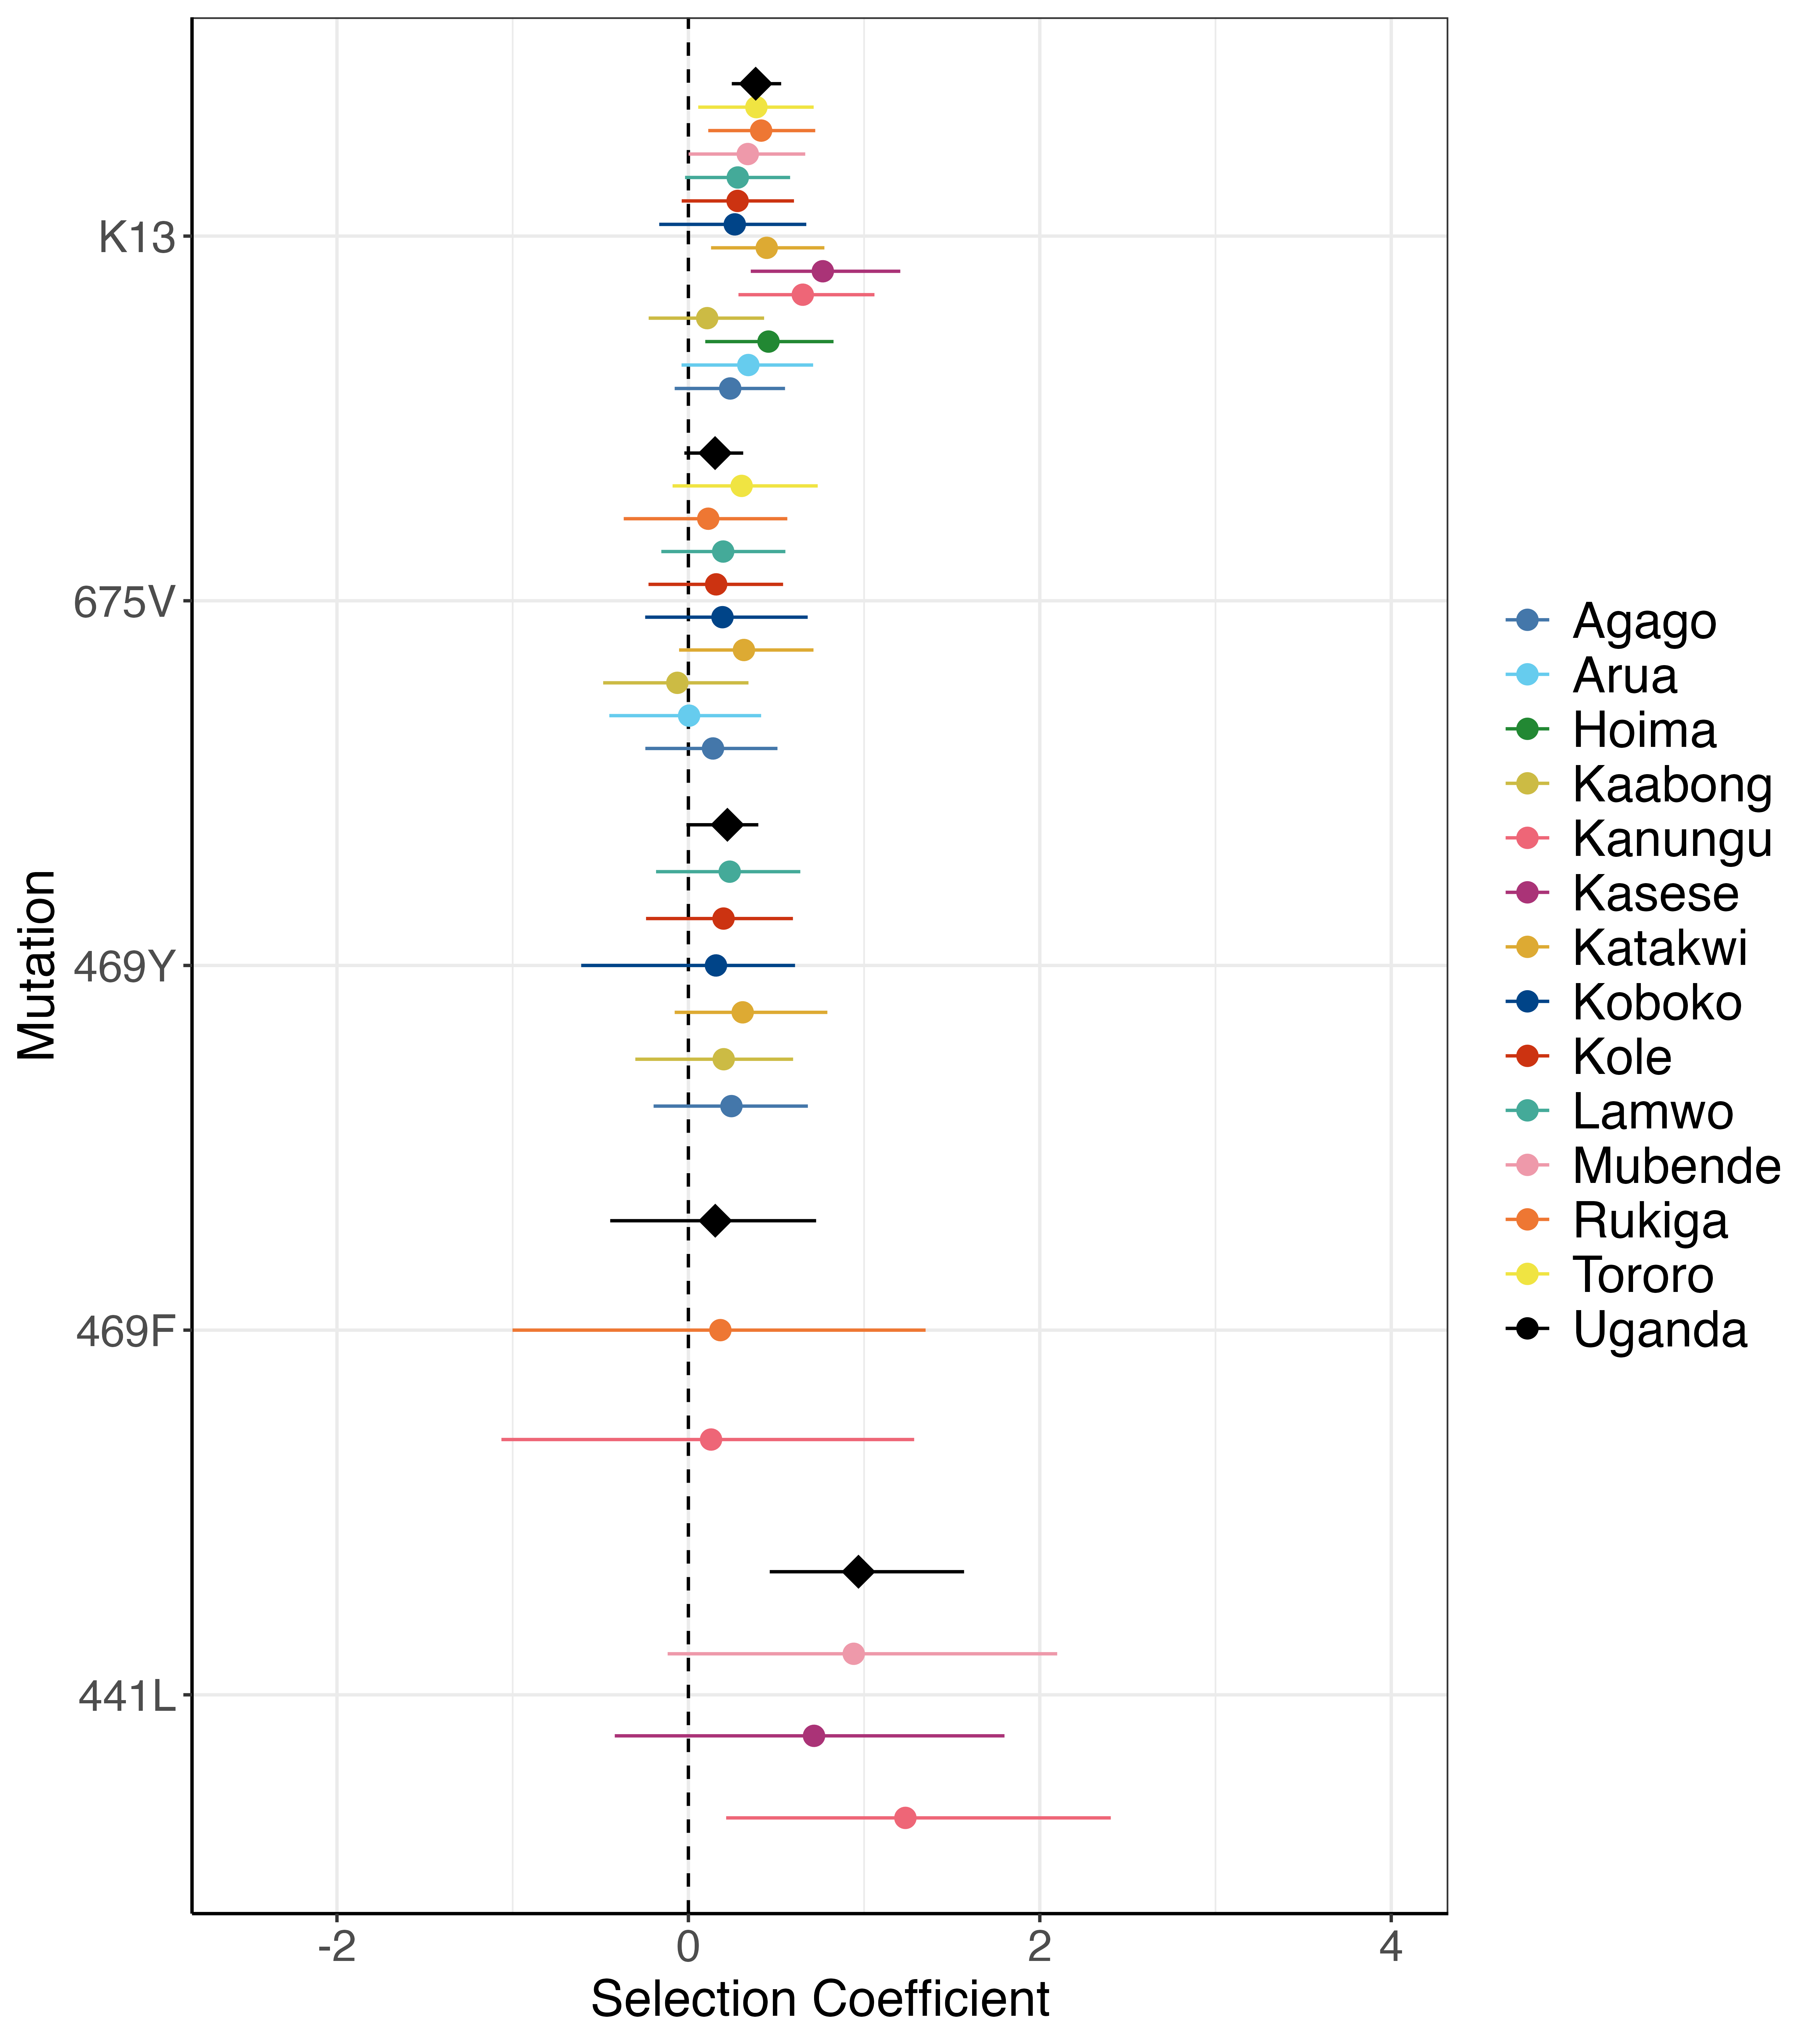 Mutation
K13
675V
469Y
469F
441L
-2
0
2
4
Selection Coefficient
Agago
Arua
Hoima
Kaabong
Kanungu
Kasese
Katakwi
Koboko
Kole
Lamwo
Mubende
Rukiga
Tororo
Uganda